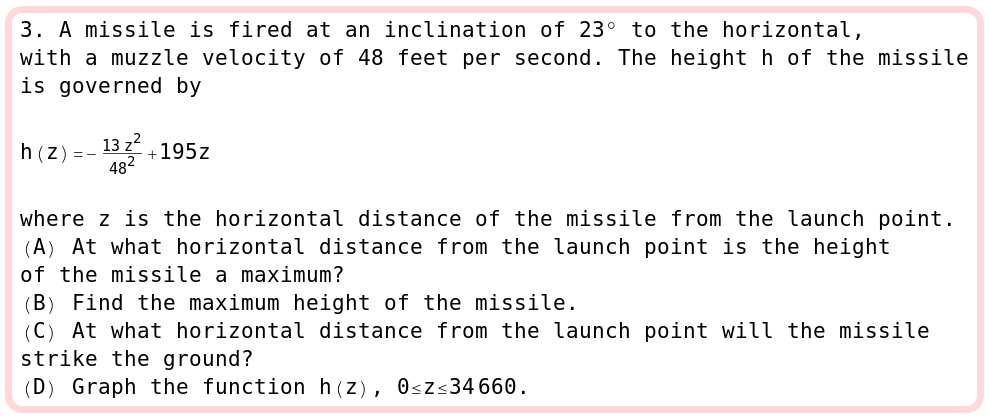 3. A missile is fired at an inclination of 23° to the horizontal,
with a muzzle velocity of 48 feet per second. The height h of the missile
is governed by
h(z)=-\frac{13 z^2}{48^2}+195z
where z is the horizontal distance of the missile from the launch point.
(A) At what horizontal distance from the launch point is the height
of the missile a maximum?
(B) Find the maximum height of the missile.
(C) At what horizontal distance from the launch point will the missile
strike the ground?
(D) Graph the function h(z), 0≤z≤34660.